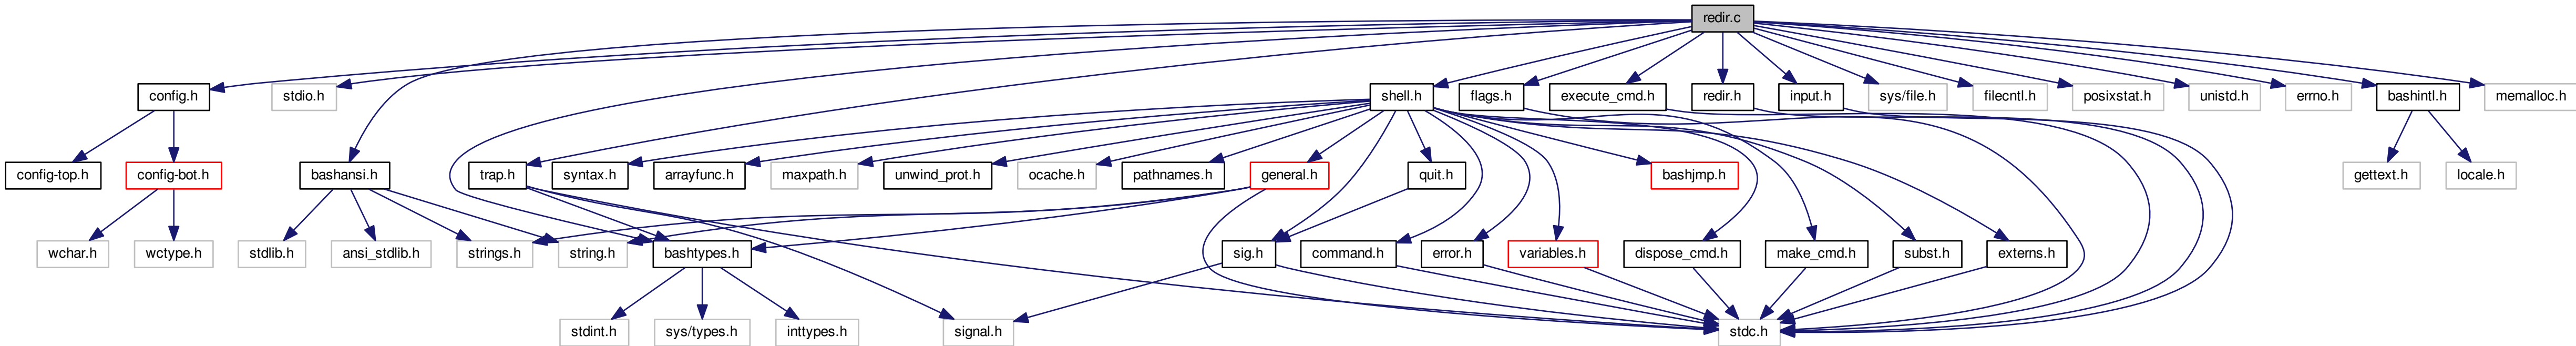 redir.c
config.h
stdio.h
shell.h
flags.h
execute_cmd.h
redir.h
input.h
sys/file.h
filecntl.h
posixstat.h
unistd.h
errno.h
bashintl.h
memalloc.h
config-top.h
config-bot.h
bashansi.h
trap.h
syntax.h
arrayfunc.h
maxpath.h
unwind_prot.h
ocache.h
pathnames.h
general.h
quit.h
bashjmp.h
gettext.h
locale.h
wchar.h
wctype.h
stdlib.h
ansi_stdlib.h
strings.h
string.h
bashtypes.h
sig.h
command.h
error.h
variables.h
dispose_cmd.h
make_cmd.h
subst.h
externs.h
stdint.h
sys/types.h
inttypes.h
signal.h
stdc.h